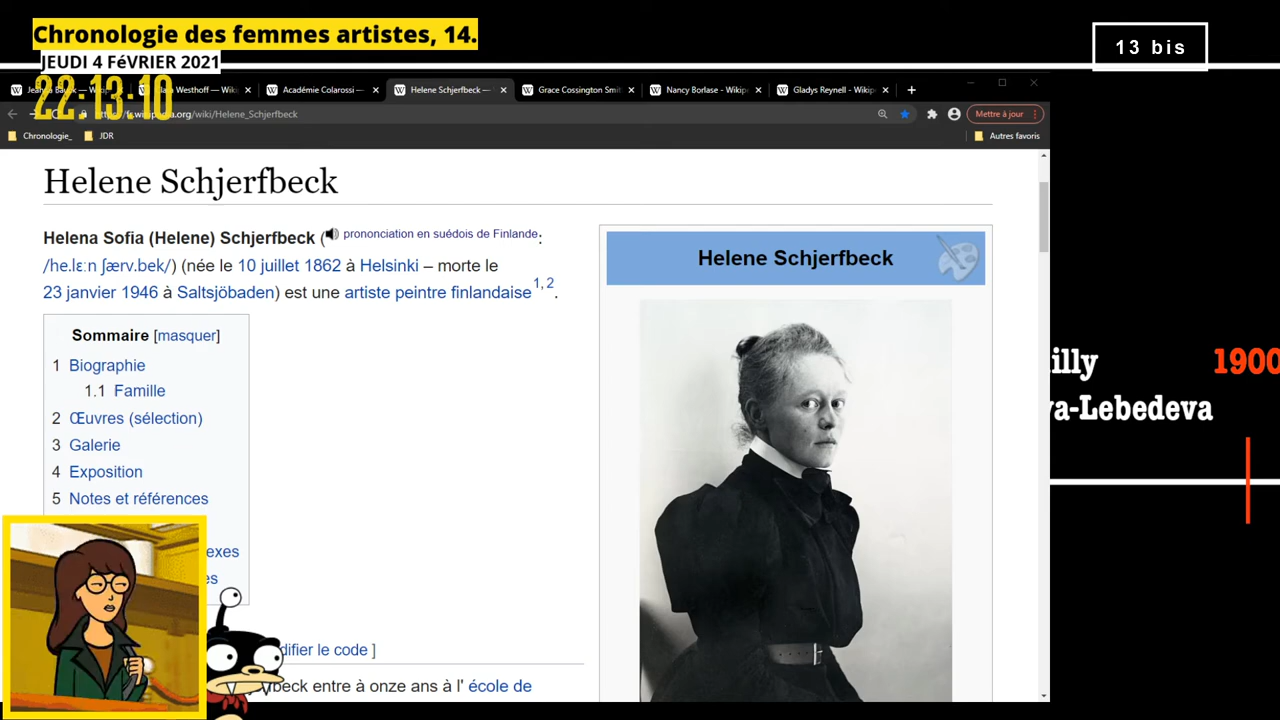 Chronologie des femmes artistes, 14.
JEUDI 4 FéVRIER 2021
22:13:10
13 bis
Académie Colarossi —
Helene Schjerfbeck —
Grace Cossington Smit
Nancy Borlase - Wikip
Gladys Reynell - Wikip
.org/wiki/Helene_Schjerfbeck
Mettre à jour
Chronologie_
JDR
Autres favoris
Helene Schjerfbeck
Helena Sofia (Helene) Schjerfbeck ( prononciation en suédois de Finlande:
/he.lɛːn ʃærv.bek/) (née le 10 juillet 1862 à Helsinki – morte le
23 janvier 1946 à Saltsjöbaden) est une artiste peintre finlandaise1, 2.
Helene Schjerfbeck
Sommaire [masquer]
1 Biographie
1.1 Famille
2 Œuvres (sélection)
3 Galerie
4 Exposition
5 Notes et références
exes
es
difier le code ]
beck entre à onze ans à l' école de
illy
1900
va-Lebedeva